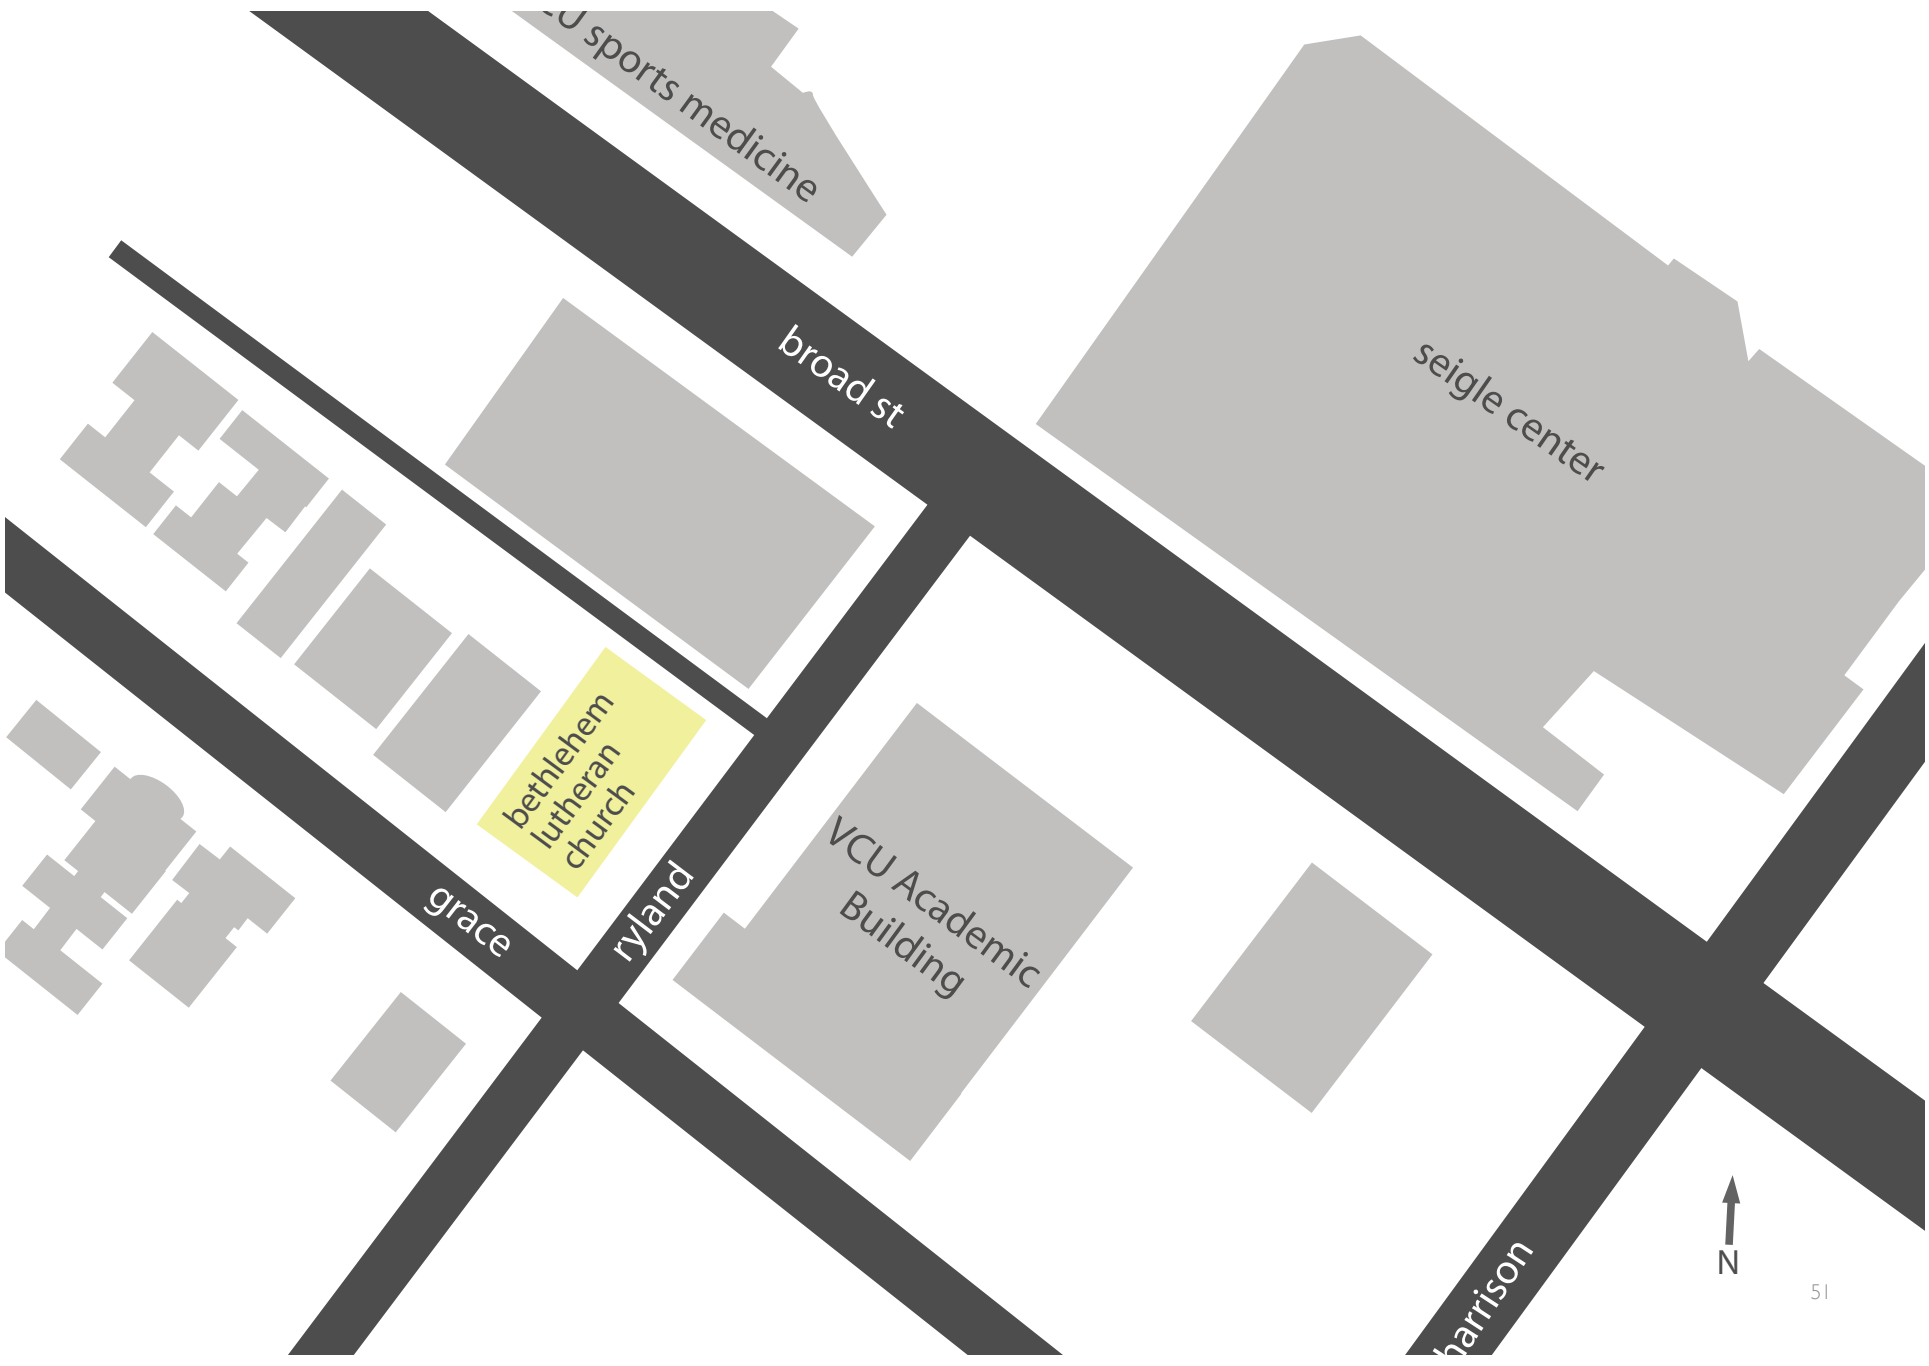 sports medicine
broad st
seigle center
bethlehem
lutheran
church
grace
ryland
VCU Academic
Building
harrison
N
51